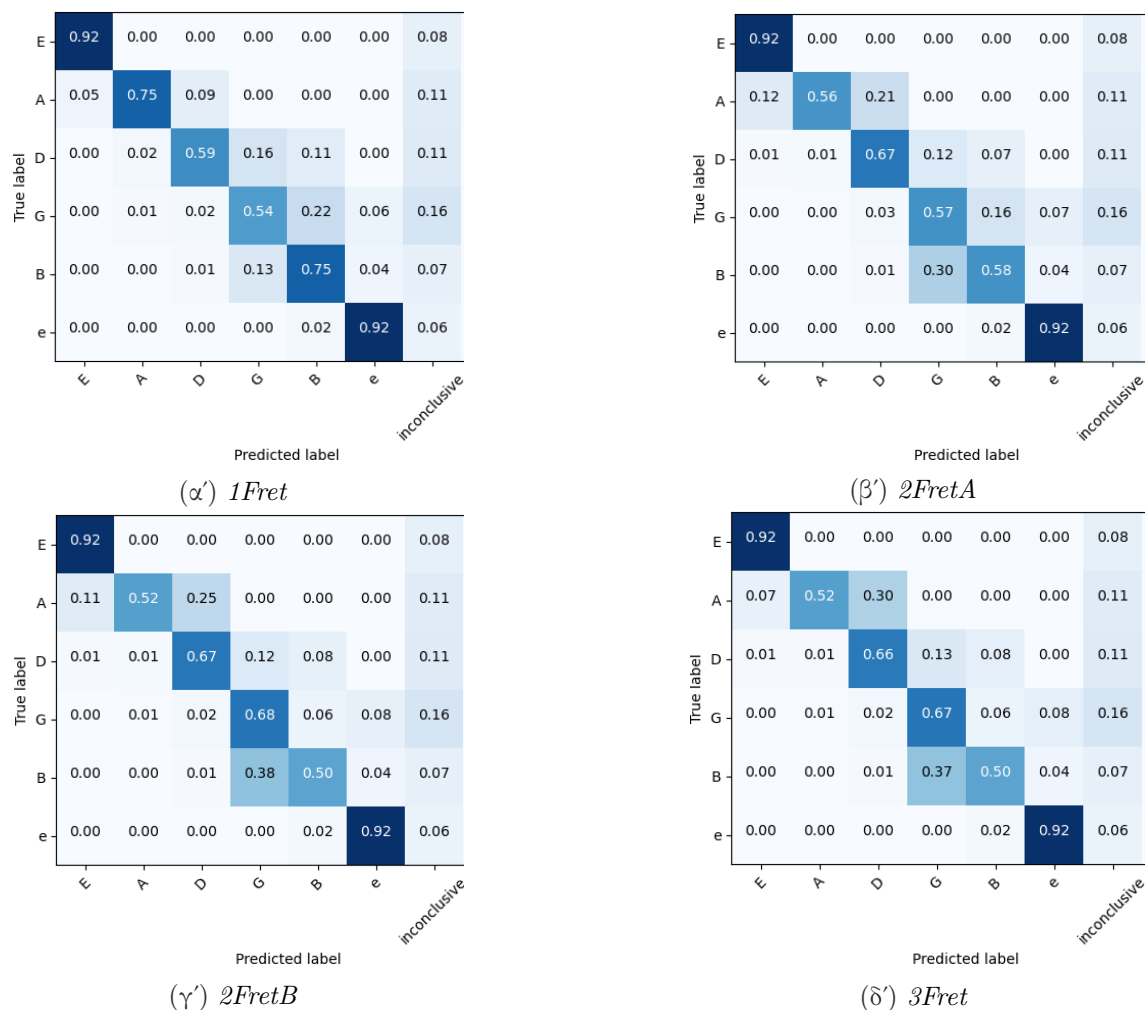 True label
E 0.92 0.00 0.00 0.00 0.00 0.00 0.08
A 0.05 0.75 0.09 0.00 0.00 0.00 0.11
D 0.00 0.02 0.59 0.16 0.11 0.00 0.11
G 0.00 0.01 0.02 0.54 0.22 0.06 0.16
B 0.00 0.00 0.01 0.13 0.75 0.04 0.07
e 0.00 0.00 0.00 0.00 0.02 0.92 0.06
E A D G B e inconclusive
Predicted label
(α′) 1Fret
True label
E 0.92 0.00 0.00 0.00 0.00 0.00 0.08
A 0.12 0.56 0.21 0.00 0.00 0.00 0.11
D 0.01 0.01 0.67 0.12 0.07 0.00 0.11
G 0.00 0.00 0.03 0.57 0.16 0.07 0.16
B 0.00 0.00 0.01 0.30 0.58 0.04 0.07
e 0.00 0.00 0.00 0.00 0.02 0.92 0.06
E A D G B e inconclusive
Predicted label
(β′) 2FretA
True label
E 0.92 0.00 0.00 0.00 0.00 0.00 0.08
A 0.11 0.52 0.25 0.00 0.00 0.00 0.11
D 0.01 0.01 0.67 0.12 0.08 0.00 0.11
G 0.00 0.01 0.02 0.68 0.06 0.08 0.16
B 0.00 0.00 0.01 0.38 0.50 0.04 0.07
e 0.00 0.00 0.00 0.00 0.02 0.92 0.06
E A D G B e inconclusive
Predicted label
(γ′) 2FretB
True label
E 0.92 0.00 0.00 0.00 0.00 0.00 0.08
A 0.07 0.52 0.30 0.00 0.00 0.00 0.11
D 0.01 0.01 0.66 0.13 0.08 0.00 0.11
G 0.00 0.01 0.02 0.67 0.06 0.08 0.16
B 0.00 0.00 0.01 0.37 0.50 0.04 0.07
e 0.00 0.00 0.00 0.00 0.02 0.92 0.06
E A D G B e inconclusive
Predicted label
(δ′) 3Fret